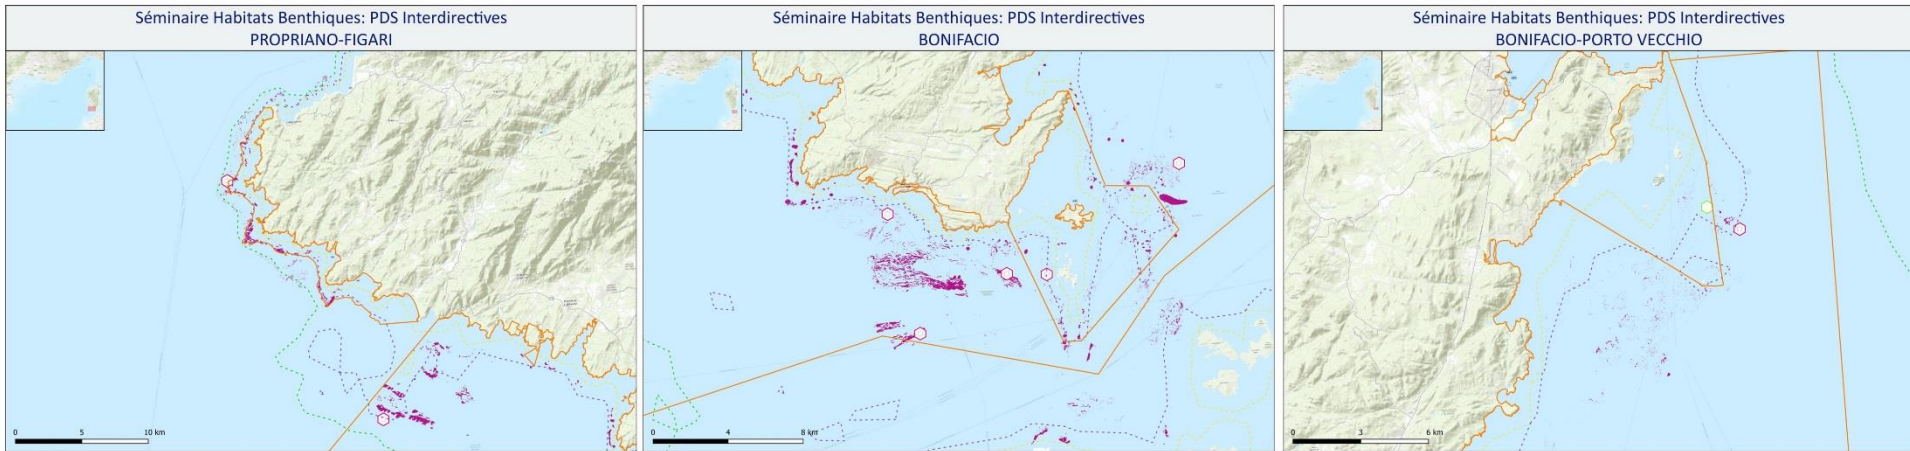 Séminaire Habitats Benthiques: PDS Interdirectives
PROPRIANO-FIGARI
0 5 10 km
Séminaire Habitats Benthiques: PDS Interdirectives
BONIFACIO
0 4 8 km
Séminaire Habitats Benthiques: PDS Interdirectives
BONIFACIO-PORTO VECCHIO
0 3 6 km